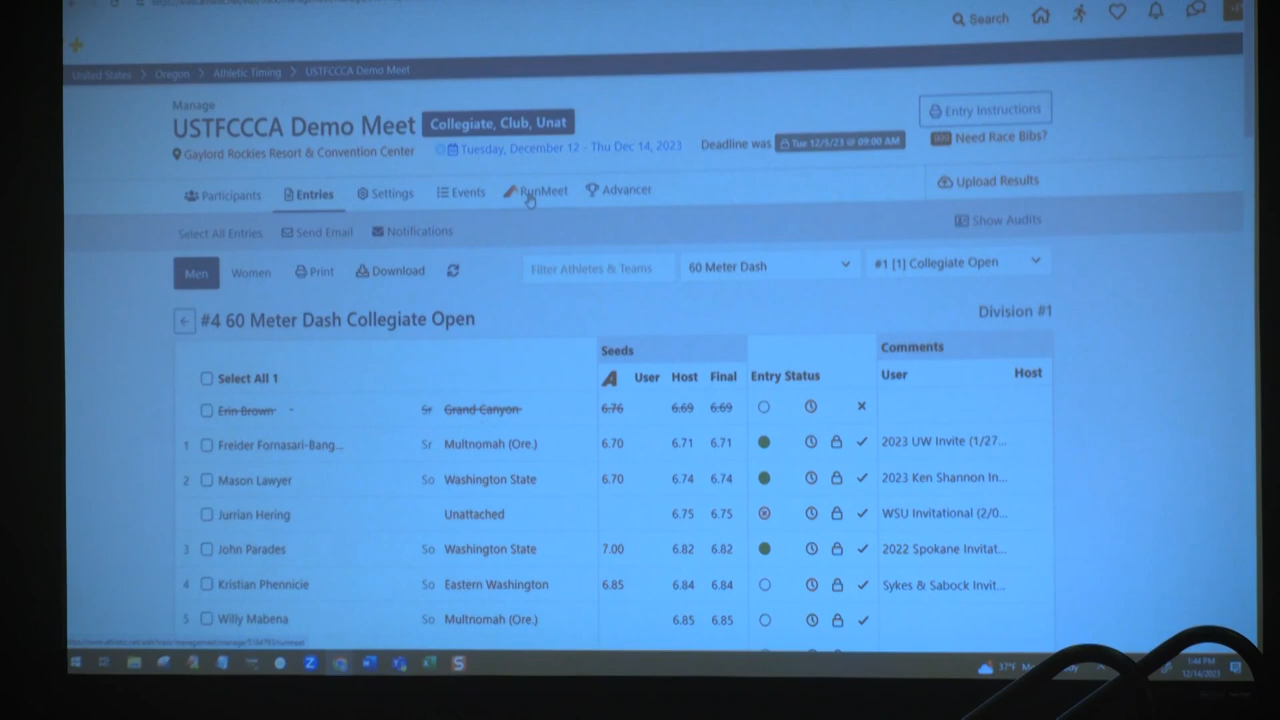 Search
United States > Oregon > Athletic Timing > USTFCCCA Demo Meet
Manage
USTFCCCA Demo Meet Collegiate, Club, Unat
Entry Instructions
Gaylord Rockies Resort & Convention Center Tuesday, December 12 - Thu Dec 14, 2023 Deadline was Tue 12/5/23 @ 09:00 AM
Need Race Bibs?
Participants Entries Settings Events RunMeet Advancer
Upload Results
Select All Entries Send Email Notifications
Show Audits
Men Women Print Download Filter Athletes & Teams 60 Meter Dash #1 [1] Collegiate Open
#4 60 Meter Dash Collegiate Open Division #1
Seeds Comments
Select All 1 User Host Final Entry Status User Host
Erin Brown - Sr Grand Canyon 6.76 6.69 6.69
1 Freider Fornasari-Bang... Sr Multnomah (Ore.) 6.70 6.71 6.71 2023 UW Invite (1/27...
2 Mason Lawyer So Washington State 6.70 6.74 6.74 2023 Ken Shannon In...
Jurrian Hering Unattached 6.75 6.75 WSU Invitational (2/0...
3 John Parades So Washington State 7.00 6.82 6.82 2022 Spokane Invitat...
4 Kristian Phennicie So Eastern Washington 6.85 6.84 6.84 Sykes & Sabock Invit...
5 Willy Mabena So Multnomah (Ore.) 6.85 6.85
37°F
1:44 PM
12/14/2023